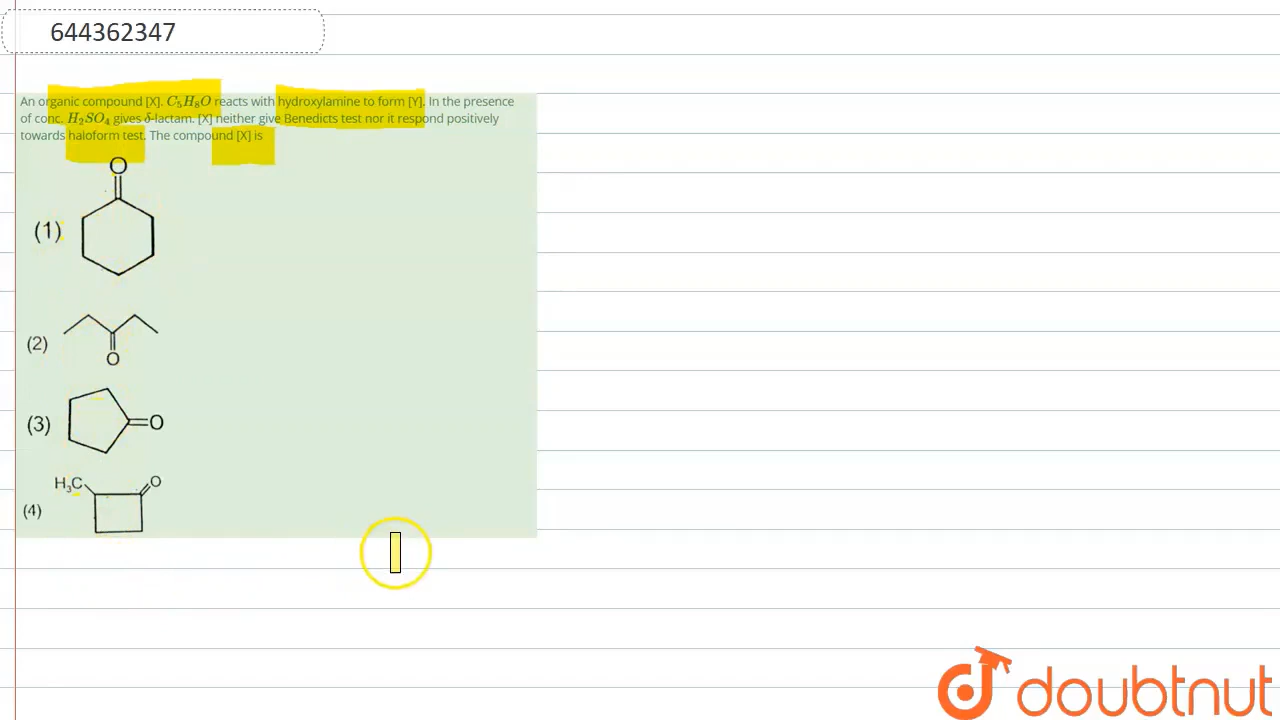 644362347
An organic compound [X]. C₅H₈O reacts with hydroxylamine to form [Y]. In the presence
of conc. H₂SO₄ gives δ-lactam. [X] neither give Benedicts test nor it respond positively
towards haloform test. The compound [X] is
O
(1)
(2)
O
(3)
O
H₃C
O
(4)
doubtnut